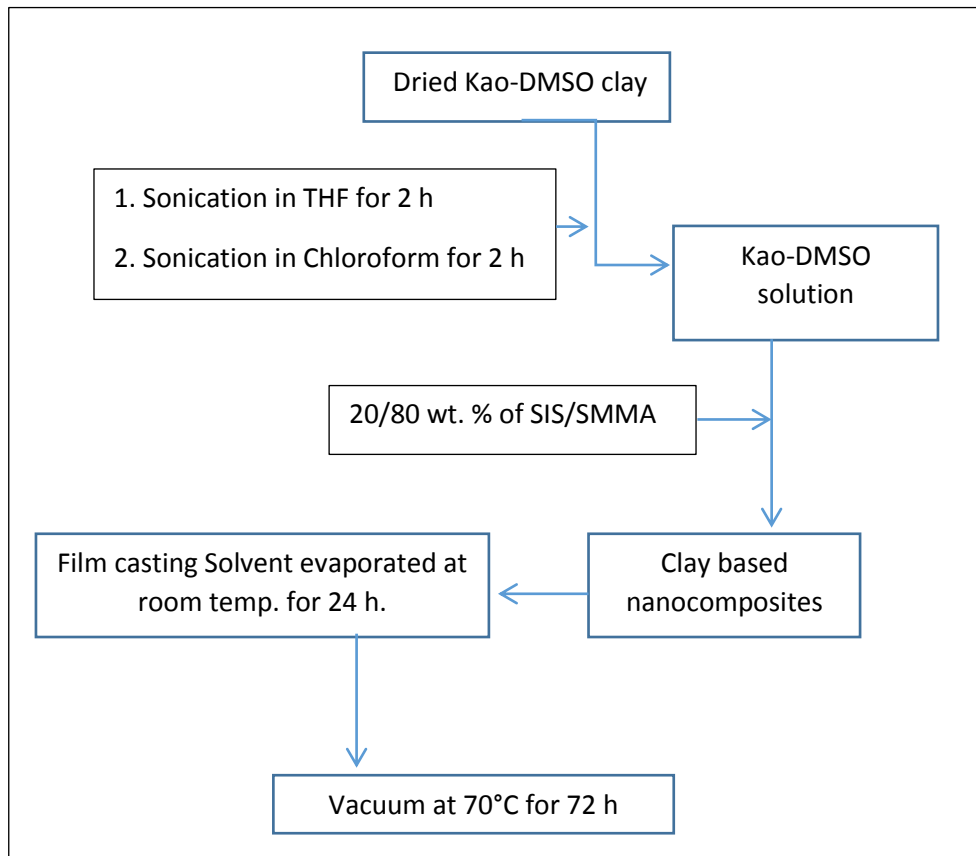 Dried Kao-DMSO clay
1. Sonication in THF for 2 h
2. Sonication in Chloroform for 2 h
Kao-DMSO
solution
20/80 wt. % of SIS/SMMA
Film casting Solvent evaporated at
room temp. for 24 h.
Clay based
nanocomposites
Vacuum at 70°C for 72 h